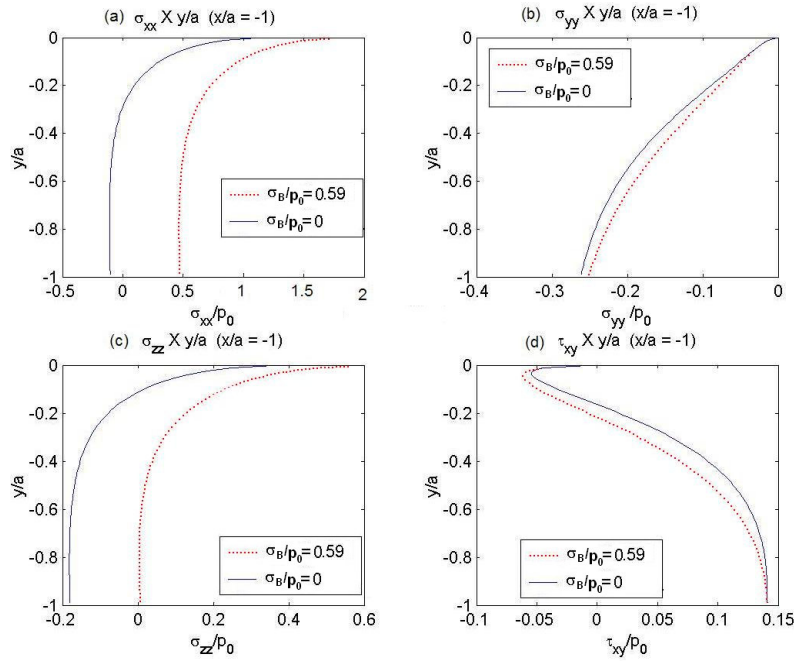 (a) σxx X y/a (x/a = -1)
0
-0.2
-0.4
-0.6
-0.8
-1
y/a
σB/p0=0.59
σB/p0=0
-0.5 0 0.5 1 1.5 2
σxx/p0
(b) σyy X y/a (x/a = -1)
0
-0.2
-0.4
-0.6
-0.8
-1
y/a
σB/p0=0.59
σB/p0=0
-0.4 -0.3 -0.2 -0.1 0
σyy/p0
(c) σzz X y/a (x/a = -1)
0
-0.2
-0.4
-0.6
-0.8
-1
y/a
σB/p0=0.59
σB/p0=0
-0.2 0 0.2 0.4 0.6
σzz/p0
(d) τxy X y/a (x/a = -1)
0
-0.2
-0.4
-0.6
-0.8
-1
y/a
σB/p0=0.59
σB/p0=0
-0.1 -0.05 0 0.05 0.1 0.15
τxy/p0